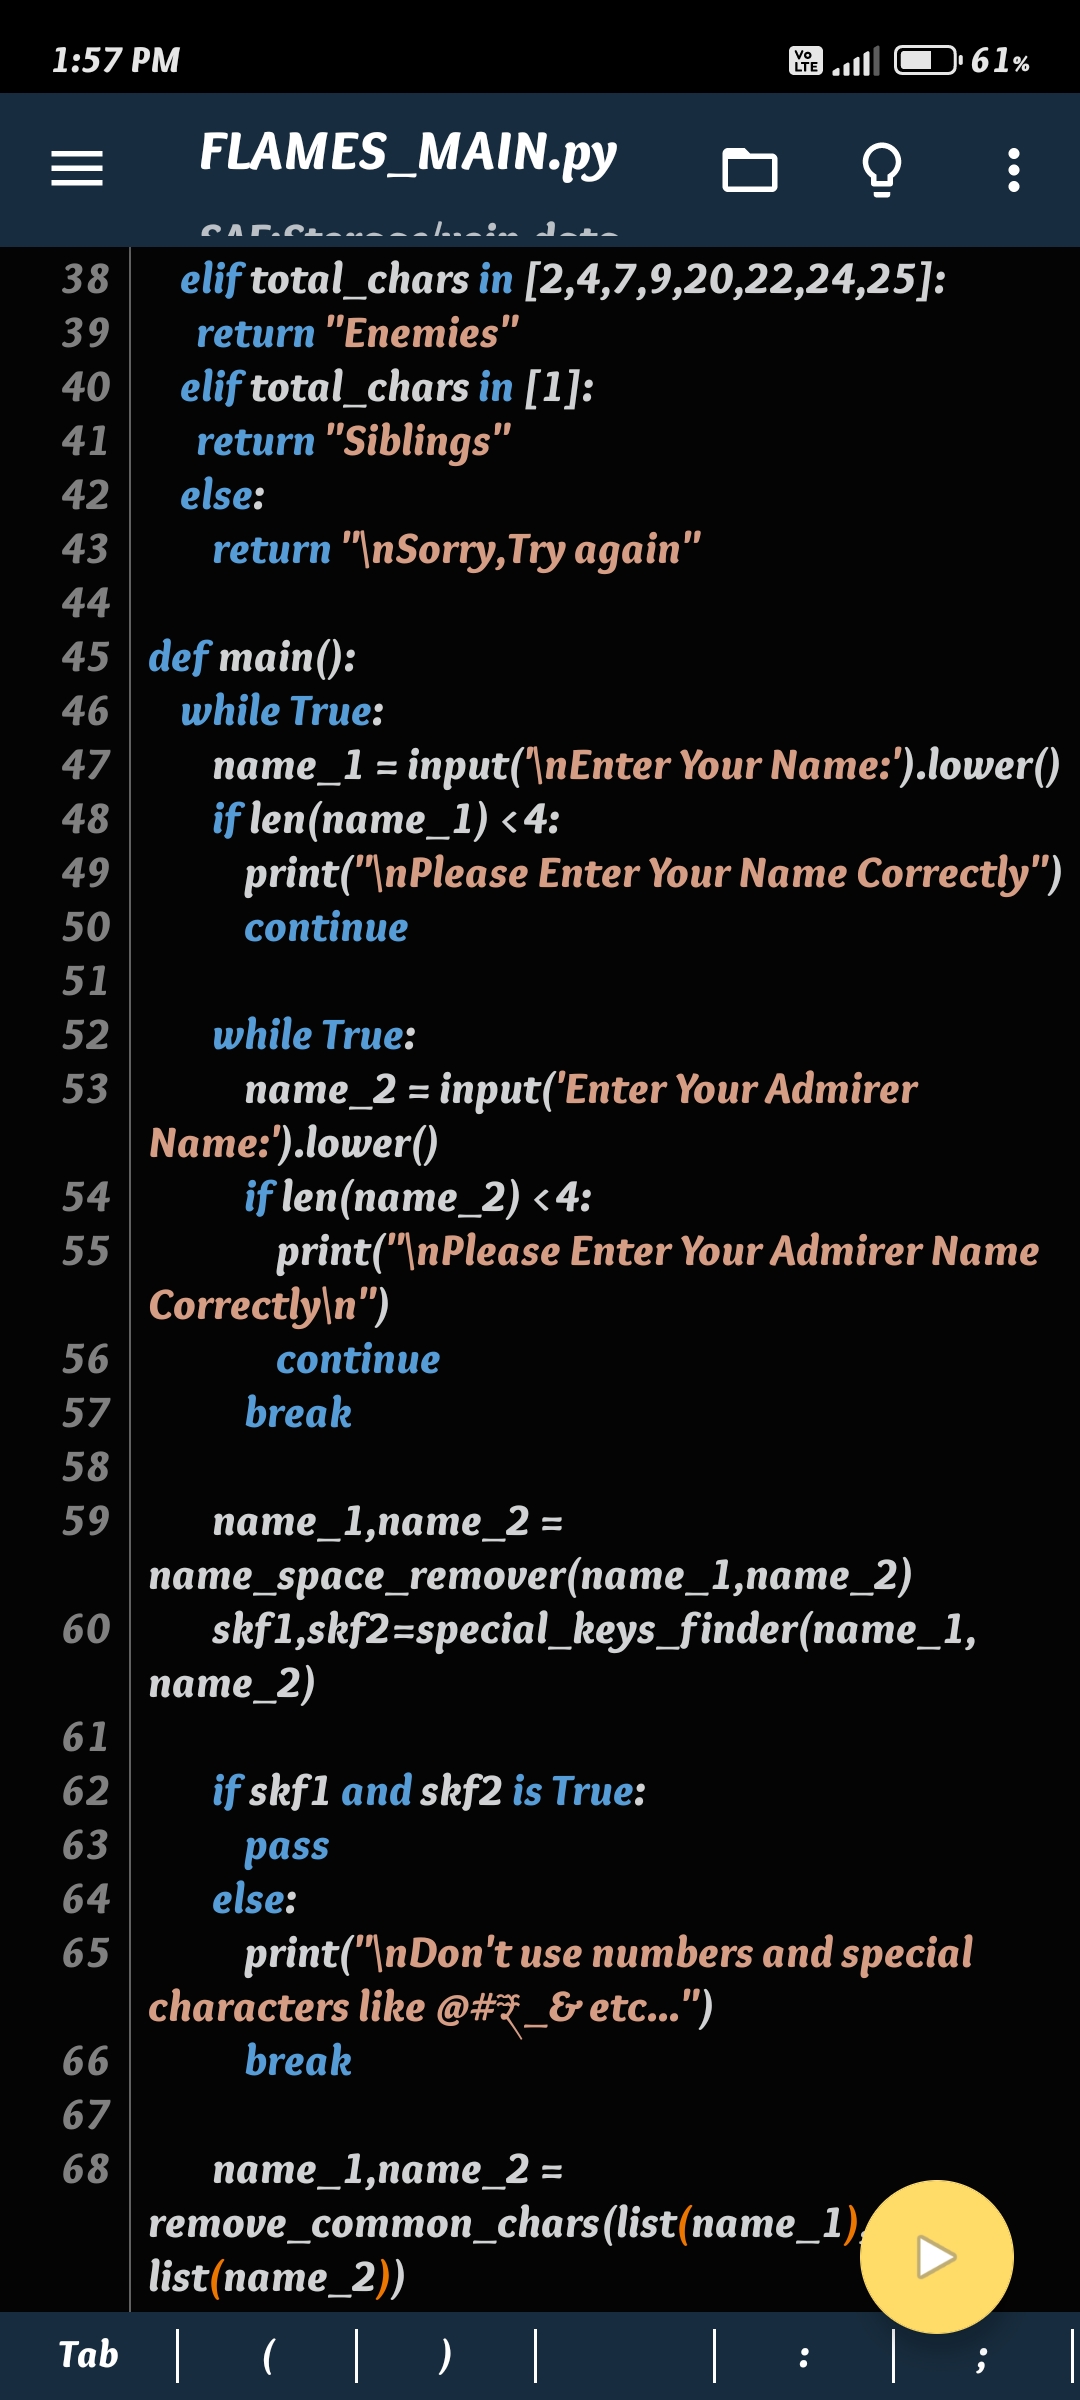 1:57 PM
Vo LTE 61%
FLAMES_MAIN.py
38 elif total_chars in [2,4,7,9,20,22,24,25]:
39 return "Enemies"
40 elif total_chars in [1]:
41 return "Siblings"
42 else:
43 return "\nSorry,Try again"
44
45 def main():
46 while True:
47 name_1 = input('\nEnter Your Name:').lower()
48 if len(name_1) <4:
49 print("\nPlease Enter Your Name Correctly")
50 continue
51
52 while True:
53 name_2 = input('Enter Your Admirer
Name:').lower()
54 if len(name_2) <4:
55 print("\nPlease Enter Your Admirer Name
Correctly\n")
56 continue
57 break
58
59 name_1,name_2 =
name_space_remover(name_1,name_2)
60 skf1,skf2=special_keys_finder(name_1,
name_2)
61
62 if skf1 and skf2 is True:
63 pass
64 else:
65 print("\nDon't use numbers and special
characters like @#₹_& etc...")
66 break
67
68 name_1,name_2 =
remove_common_chars(list(name_1),
list(name_2))
Tab ( ) : ;